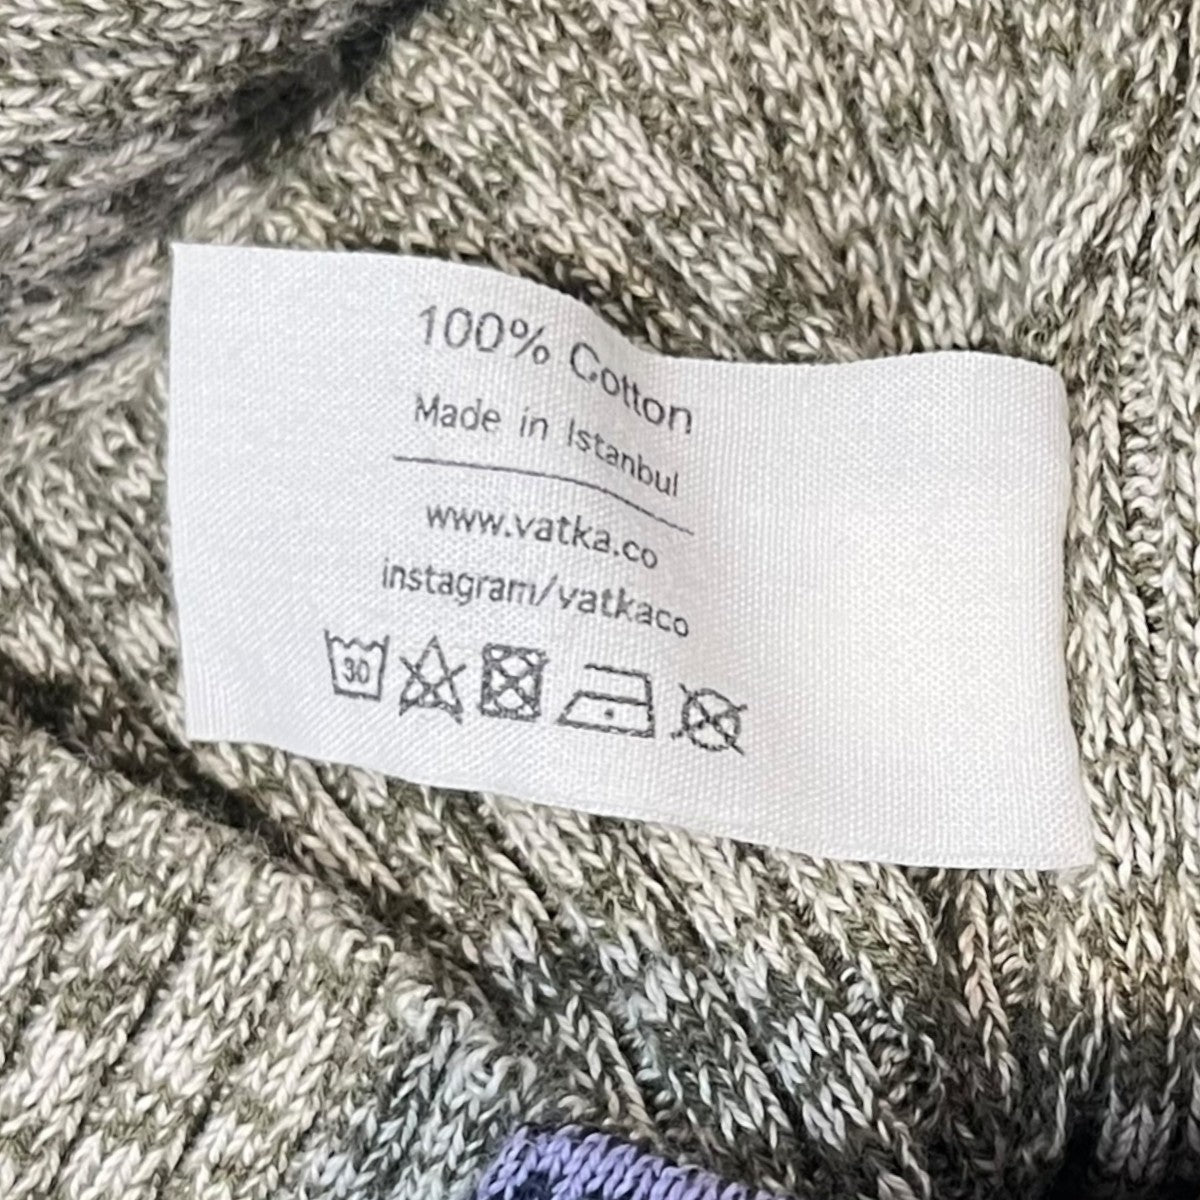 100% Cotton
Made in Istanbul
www.vatka.co
instagram/vatkaco
30